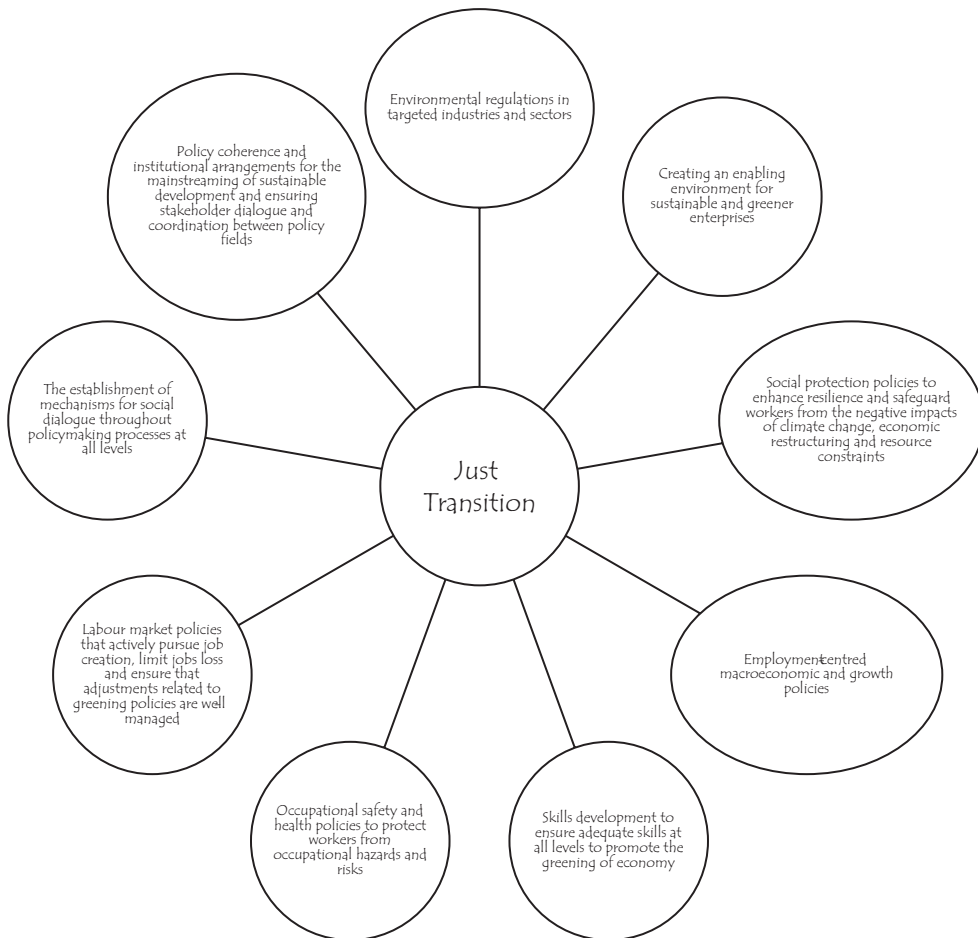 Environmental regulations in
targeted industries and sectors
Creating an enabling
environment for
sustainable and greener
enterprises
Social protection policies to
enhance resilience and safeguard
workers from the negative impacts
of climate change, economic
restructuring and resource
constraints
Employment-centred
macroeconomic and growth
policies
Skills development to
ensure adequate skills at
all levels to promote the
greening of economy
Occupational safety and
health policies to protect
workers from
occupational hazards and
risks
Labour market policies
that actively pursue job
creation, limit jobs loss
and ensure that
adjustments related to
greening policies are well-
managed
The establishment of
mechanisms for social
dialogue throughout
policymaking processes at
all levels
Policy coherence and
institutional arrangements for the
mainstreaming of sustainable
development and ensuring
stakeholder dialogue and
coordination between policy
fields
Just
Transition